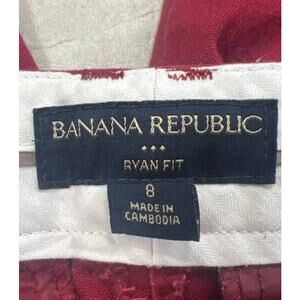 BANANA REPUBLIC
RYAN FIT
8
MADE IN
CAMBODIA